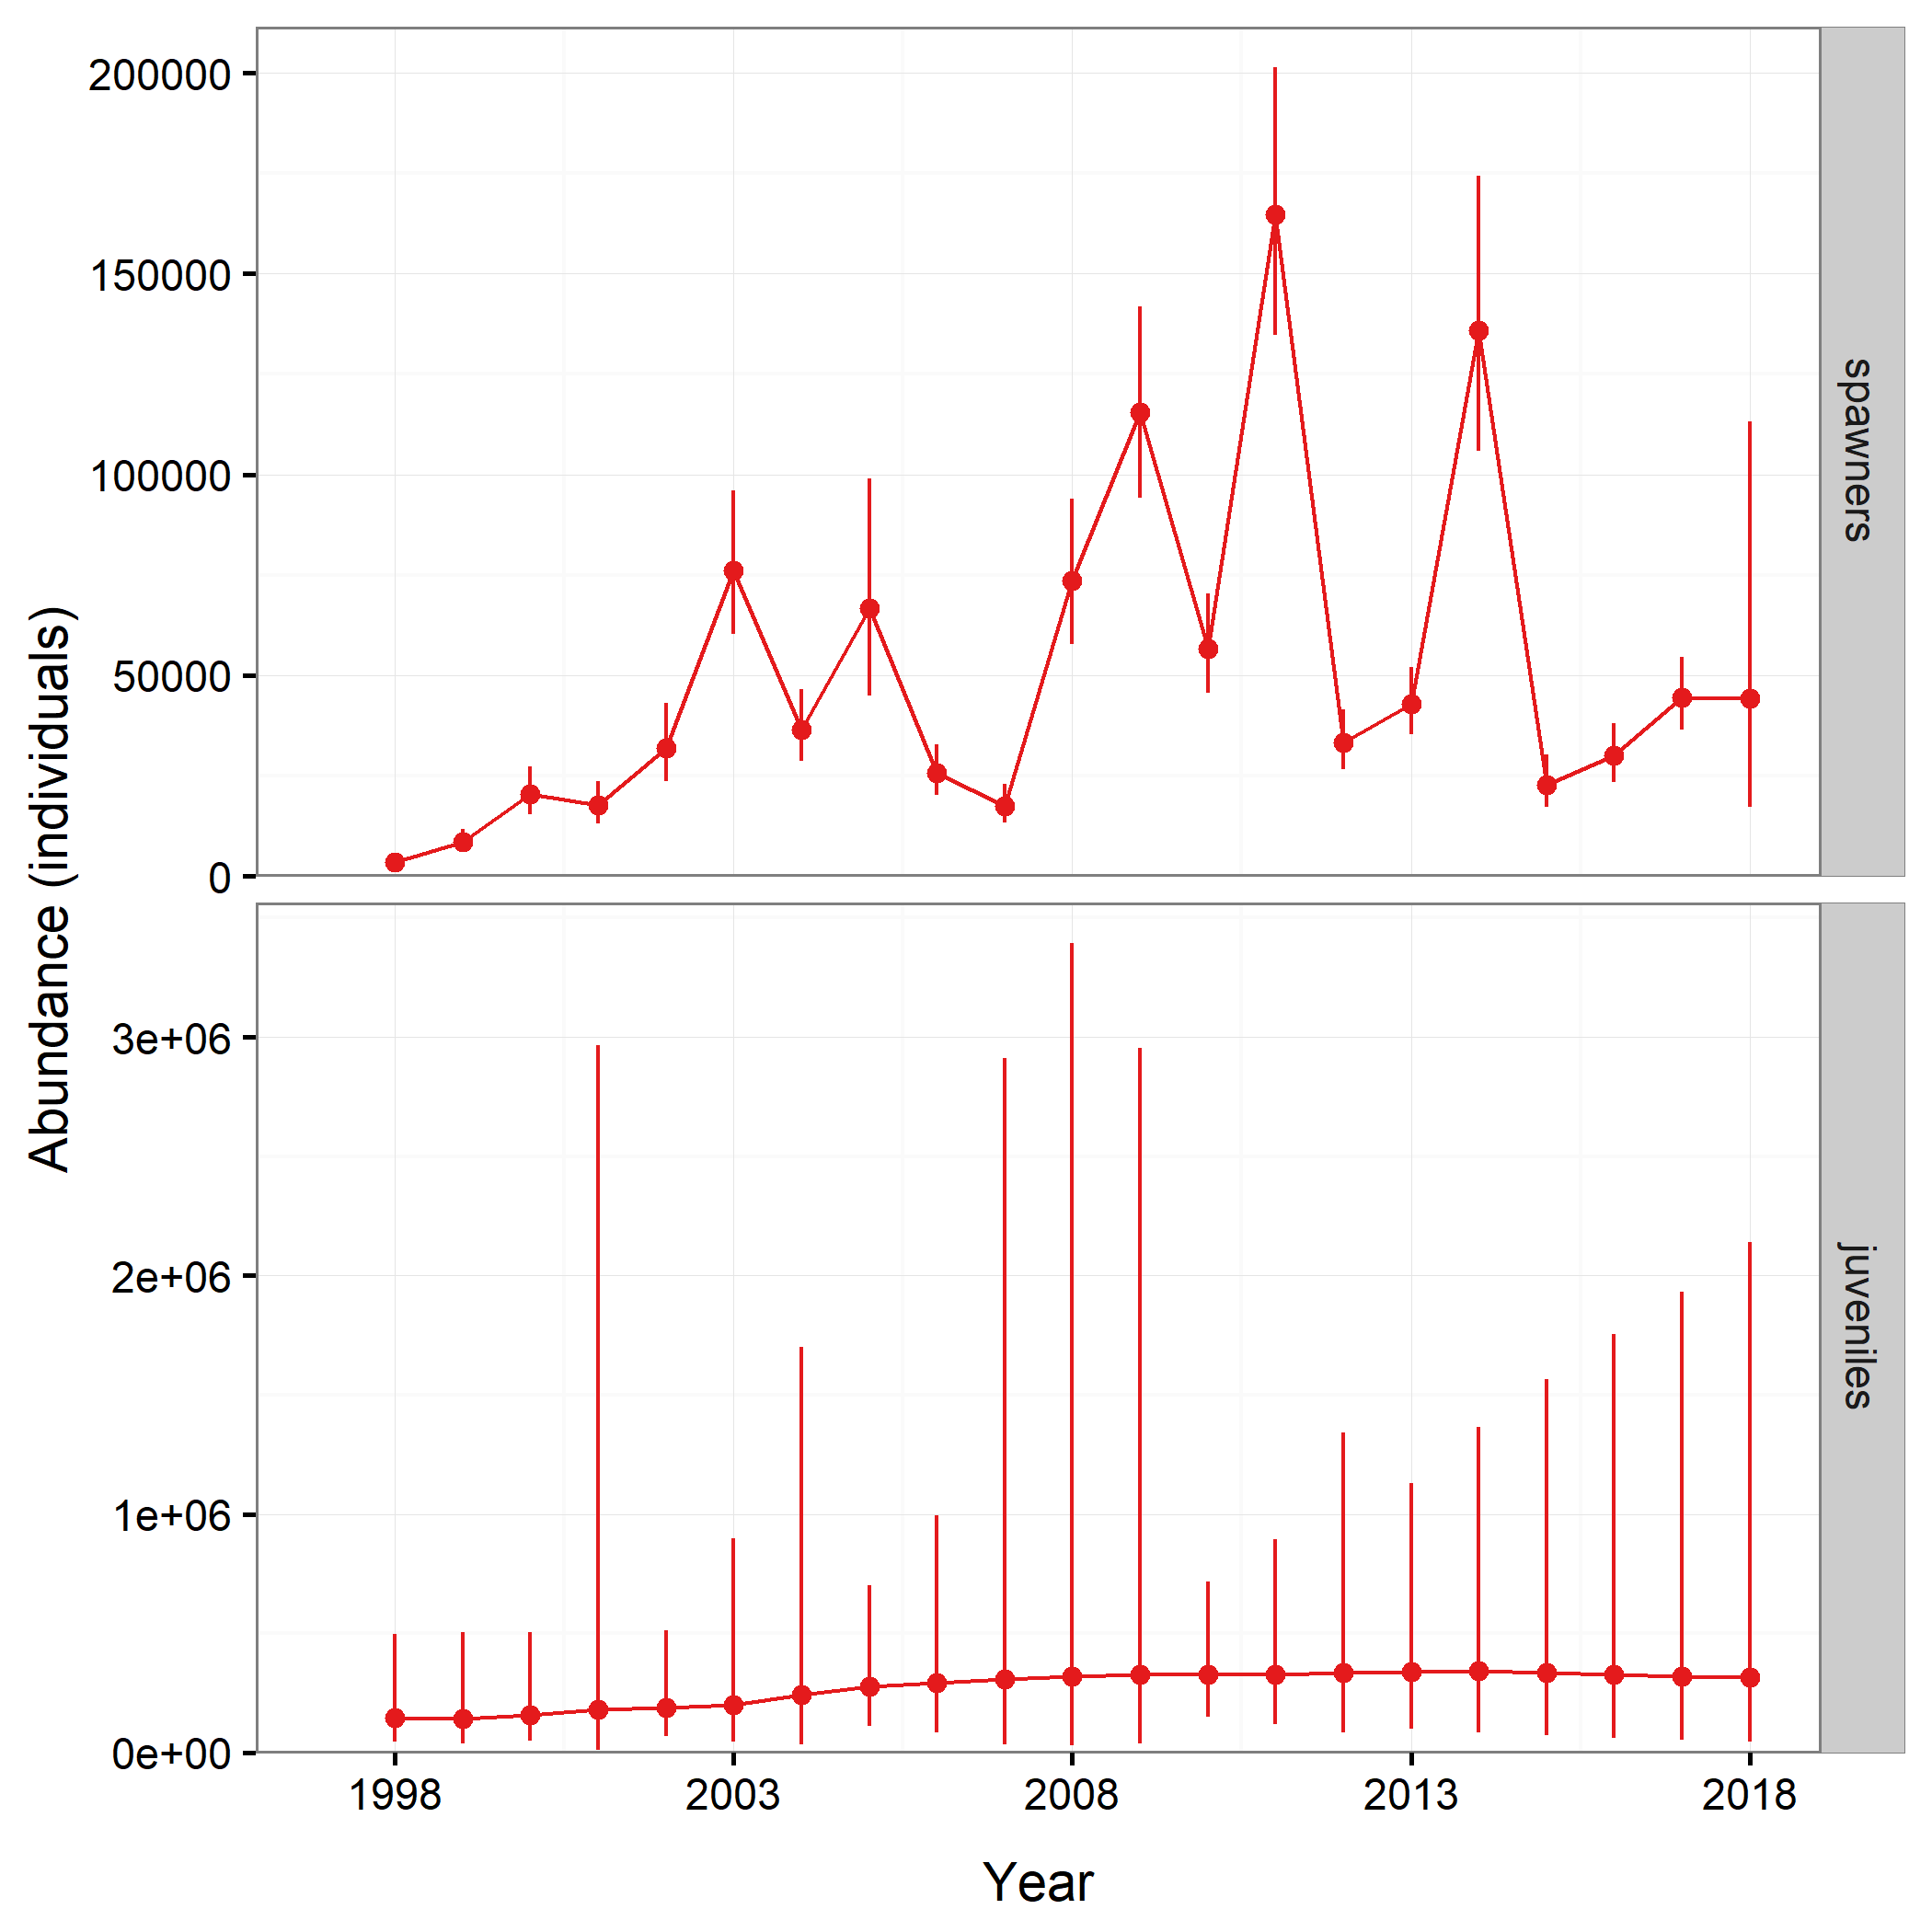 Abundance (individuals)
200000
150000
100000
50000
0
spawners
3e+06
2e+06
1e+06
0e+00
juveniles
1998 2003 2008 2013 2018
Year